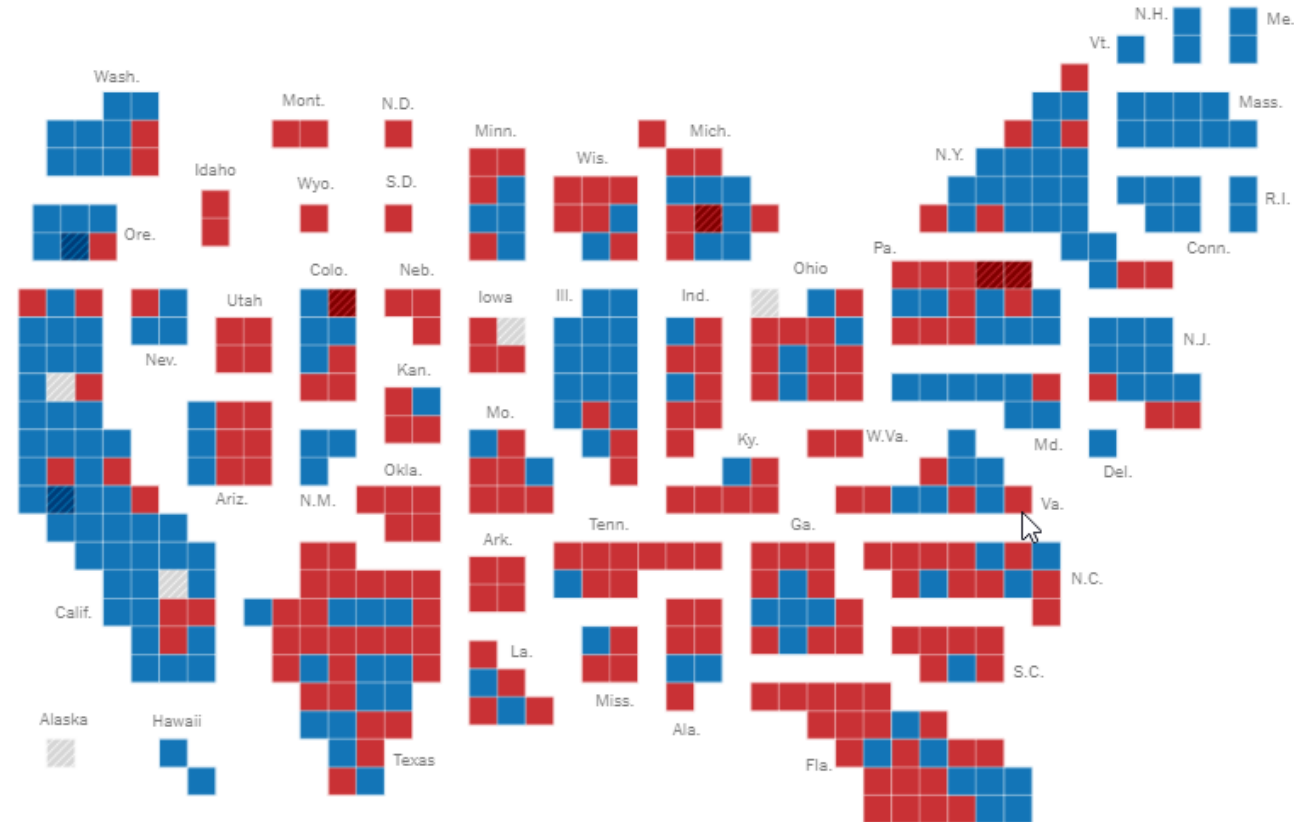 N.H.
Me.
Vt.
Wash.
Mont.
N.D.
Mass.
Minn.
Mich.
Wis.
N.Y.
Idaho
Wyo.
S.D.
R.I.
Ore.
Conn.
Pa.
Colo.
Neb.
Ohio
Utah
Iowa
Ill.
Ind.
N.J.
Nev.
Kan.
Mo.
Ky.
W.Va.
Md.
Okla.
Del.
Ariz.
N.M.
Va.
Tenn.
Ga.
Ark.
N.C.
Calif.
La.
S.C.
Miss.
Alaska
Hawaii
Ala.
Texas
Fla.